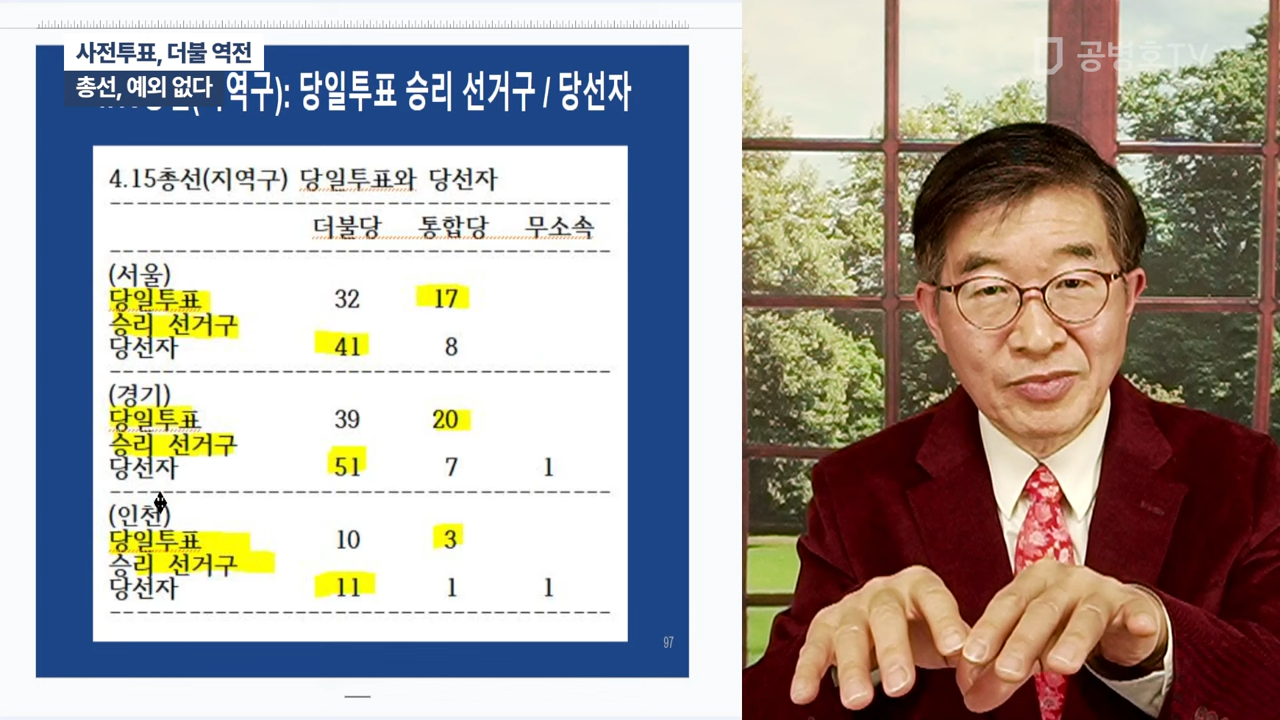 사전투표, 더불 역전
총선, 예외 없다
역구): 당일투표 승리 선거구 / 당선자
4.15총선(지역구) 당일투표와 당선자
더불당 통합당 무소속
(서울)
당일투표 32 17
승리 선거구
당선자 41 8
(경기)
당일투표 39 20
승리 선거구
당선자 51 7 1
(인천)
당일투표 10 3
승리 선거구
당선자 11 1 1
97
공병호TV